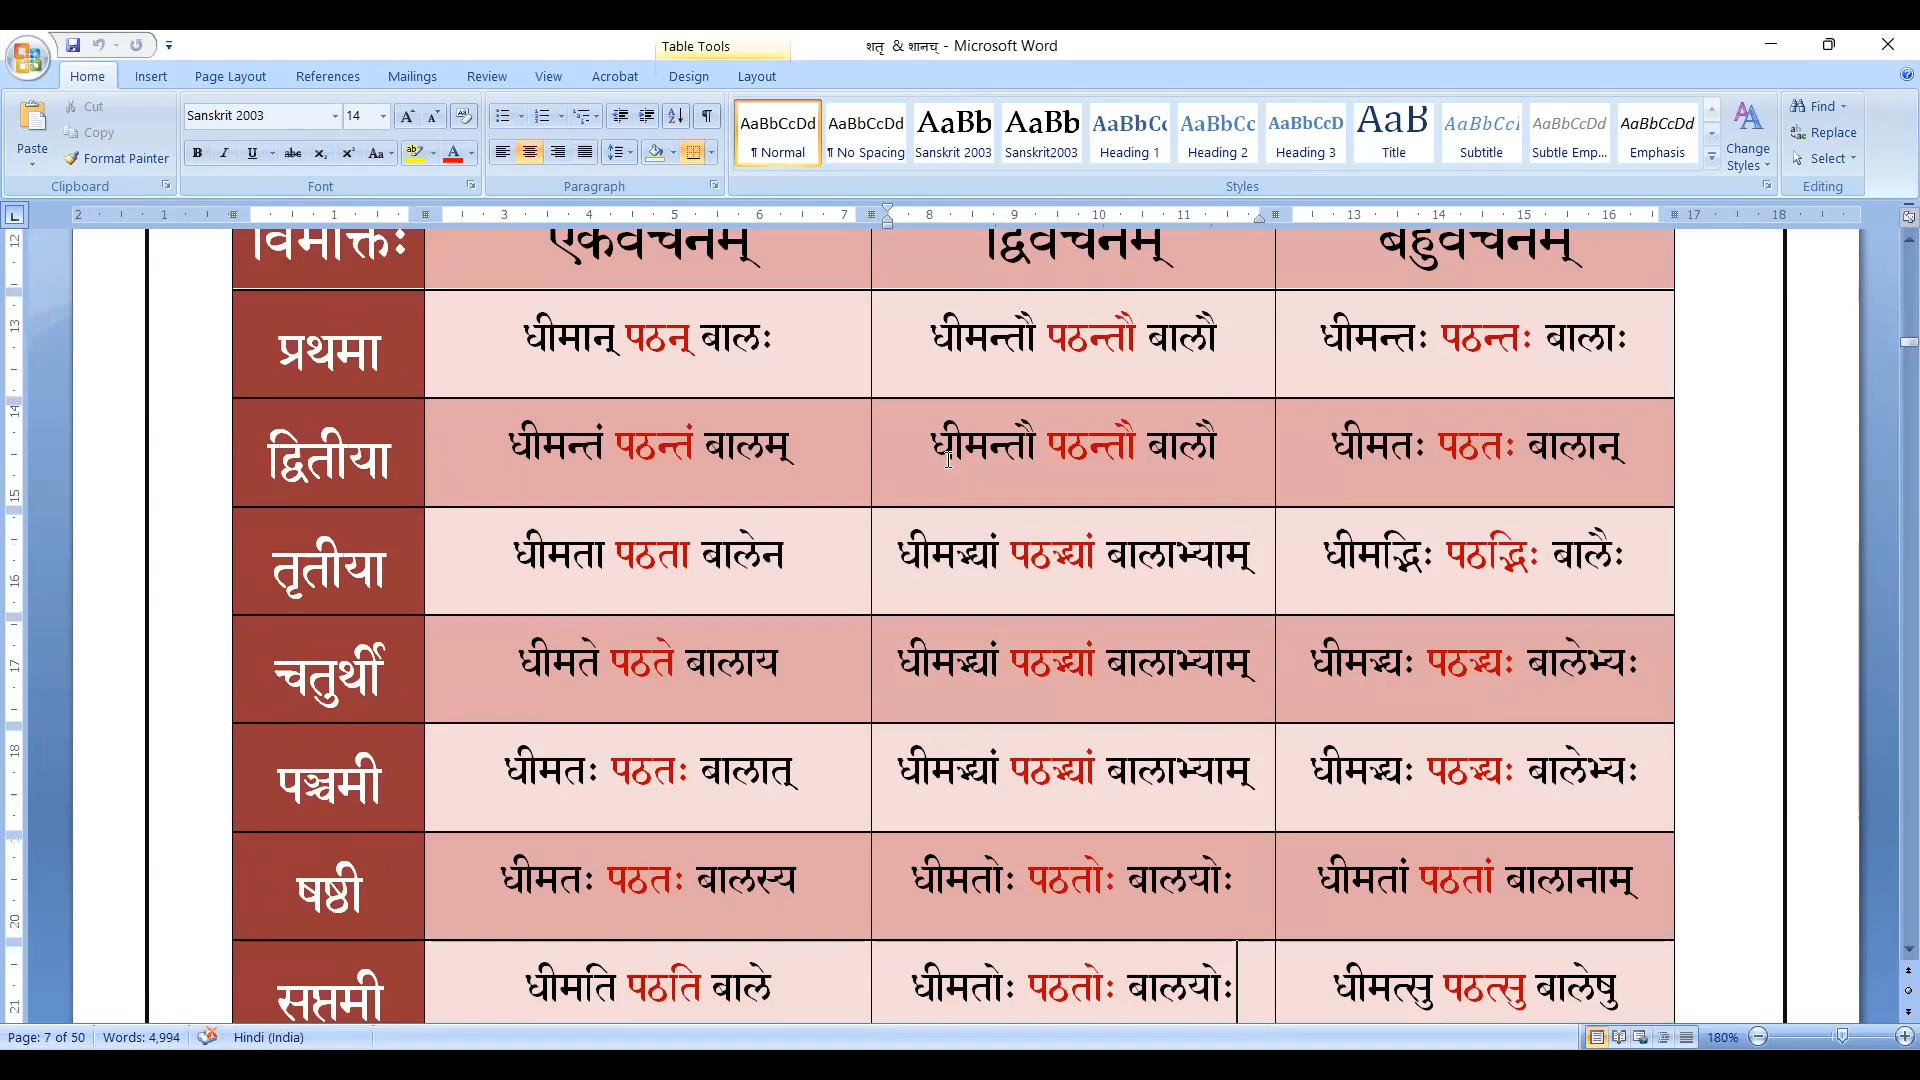 Table Tools
शतृ & शानच् - Microsoft Word
Home Insert Page Layout References Mailings Review View Acrobat Design Layout
Paste
Cut
Copy
Format Painter
Clipboard
Sanskrit 2003 14
Font
Paragraph
AaBbCcDd AaBbCcDd AaBb AaBb AaBbCc AaBbCc AaBbCcD AaB AaBbCcI AaBbCcDd AaBbCcDd
¶ Normal ¶ No Spacing Sanskrit 2003 Sanskrit2003 Heading 1 Heading 2 Heading 3 Title Subtitle Subtle Emp... Emphasis
Change Styles
Styles
Find
Replace
Select
Editing
विभक्तिः एकवचनम् द्विवचनम् बहुवचनम्
प्रथमा धीमान् पठन् बालः धीमन्तौ पठन्तौ बालौ धीमन्तः पठन्तः बालाः
द्वितीया धीमन्तं पठन्तं बालम् धीमन्तौ पठन्तौ बालौ धीमतः पठतः बालान्
तृतीया धीमता पठता बालेन धीमद्भ्यां पठद्भ्यां बालाभ्याम् धीमद्भिः पठद्भिः बालैः
चतुर्थी धीमते पठते बालाय धीमद्भ्यां पठद्भ्यां बालाभ्याम् धीमद्भ्यः पठद्भ्यः बालेभ्यः
पञ्चमी धीमतः पठतः बालात् धीमद्भ्यां पठद्भ्यां बालाभ्याम् धीमद्भ्यः पठद्भ्यः बालेभ्यः
षष्ठी धीमतः पठतः बालस्य धीमतोः पठतोः बालयोः धीमतां पठतां बालानाम्
सप्तमी धीमति पठति बाले धीमतोः पठतोः बालयोः धीमत्सु पठत्सु बालेषु
Page: 7 of 50 Words: 4,994 Hindi (India) 180%